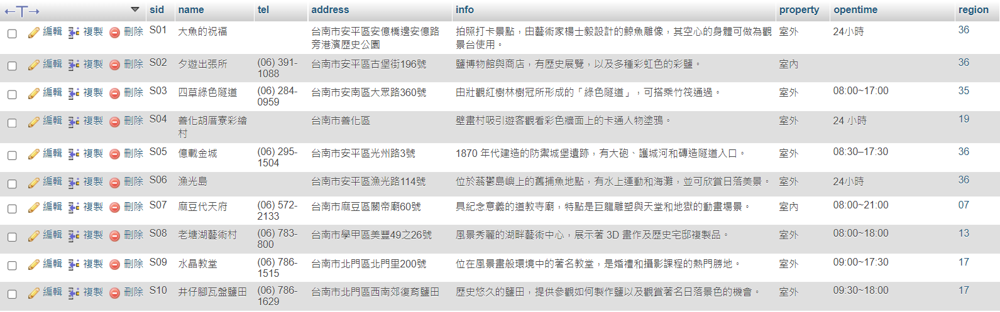 sid name tel address info property opentime region
編輯 複製 刪除 S01 大魚的祝福 台南市安平區安億橋邊安億路 拍照打卡景點，由藝術家楊士毅設計的鯨魚雕像，其空心的身體可做為觀 室外 24小時 36
旁港濱歷史公園 景台使用。
編輯 複製 刪除 S02 夕遊出張所 (06) 391- 台南市安平區古堡街196號 鹽博物館與商店，有歷史展覽，以及多種彩虹色的彩鹽。 室內 36
1088
編輯 複製 刪除 S03 四草綠色隧道 (06) 284- 台南市安南區大眾路360號 由壯觀紅樹林樹冠所形成的「綠色隧道」，可搭乘竹筏通過。 室外 08:00~17:00 35
0959
編輯 複製 刪除 S04 善化胡厝寮彩繪 台南市善化區 壁畫村吸引遊客觀看彩色牆面上的卡通人物塗鴉。 室外 24 小時 19
村
編輯 複製 刪除 S05 億載金城 (06) 295- 台南市安平區光州路3號 1870 年代建造的防禦城堡遺跡，有大砲、護城河和磚造隧道入口。 室外 08:30–17:30 36
1504
編輯 複製 刪除 S06 漁光島 台南市安平區漁光路114號 位於蓊鬱島嶼上的舊捕魚地點，有水上運動和海灘，並可欣賞日落美景。 室外 24小時 36
編輯 複製 刪除 S07 麻豆代天府 (06) 572- 台南市麻豆區關帝廟60號 具紀念意義的道教寺廟，特點是巨龍雕塑與天堂和地獄的動畫場景。 室內 08:00~21:00 07
2133
編輯 複製 刪除 S08 老塘湖藝術村 (06) 783- 台南市學甲區美豐49之26號 風景秀麗的湖畔藝術中心，展示著 3D 畫作及歷史宅邸複製品。 室外 08:00~18:00 13
800
編輯 複製 刪除 S09 水晶教堂 (06) 786- 台南市北門區北門里200號 位在風景畫般環境中的著名教堂，是婚禮和攝影課程的熱門勝地。 室外 09:00~17:30 17
1515
編輯 複製 刪除 S10 井仔腳瓦盤鹽田 (06) 786- 台南市北門區西南郊復育鹽田 歷史悠久的鹽田，提供參觀如何製作鹽以及觀賞著名日落景色的機會。 室外 09:30~18:00 17
1629